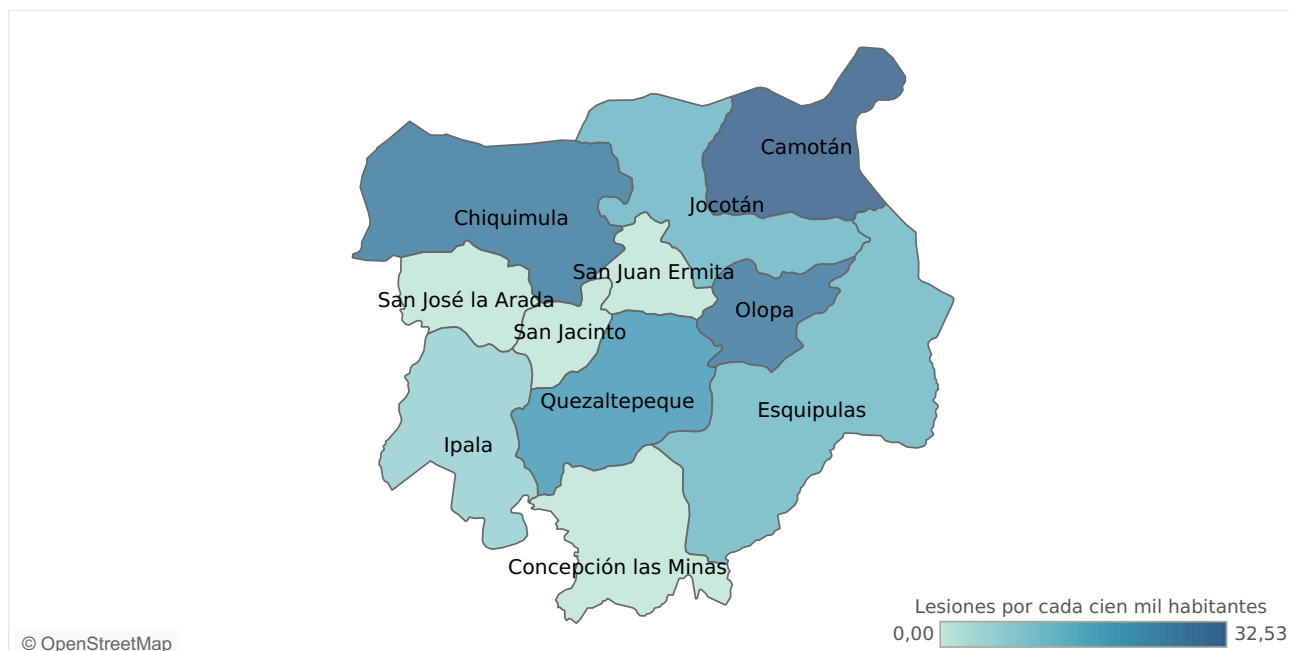 Camotán
Jocotán
Chiquimula
San Juan Ermita
San José la Arada
Olopa
San Jacinto
Quezaltepeque
Esquipulas
Ipala
Concepción las Minas
Lesiones por cada cien mil habitantes
0,00
32,53
© OpenStreetMap